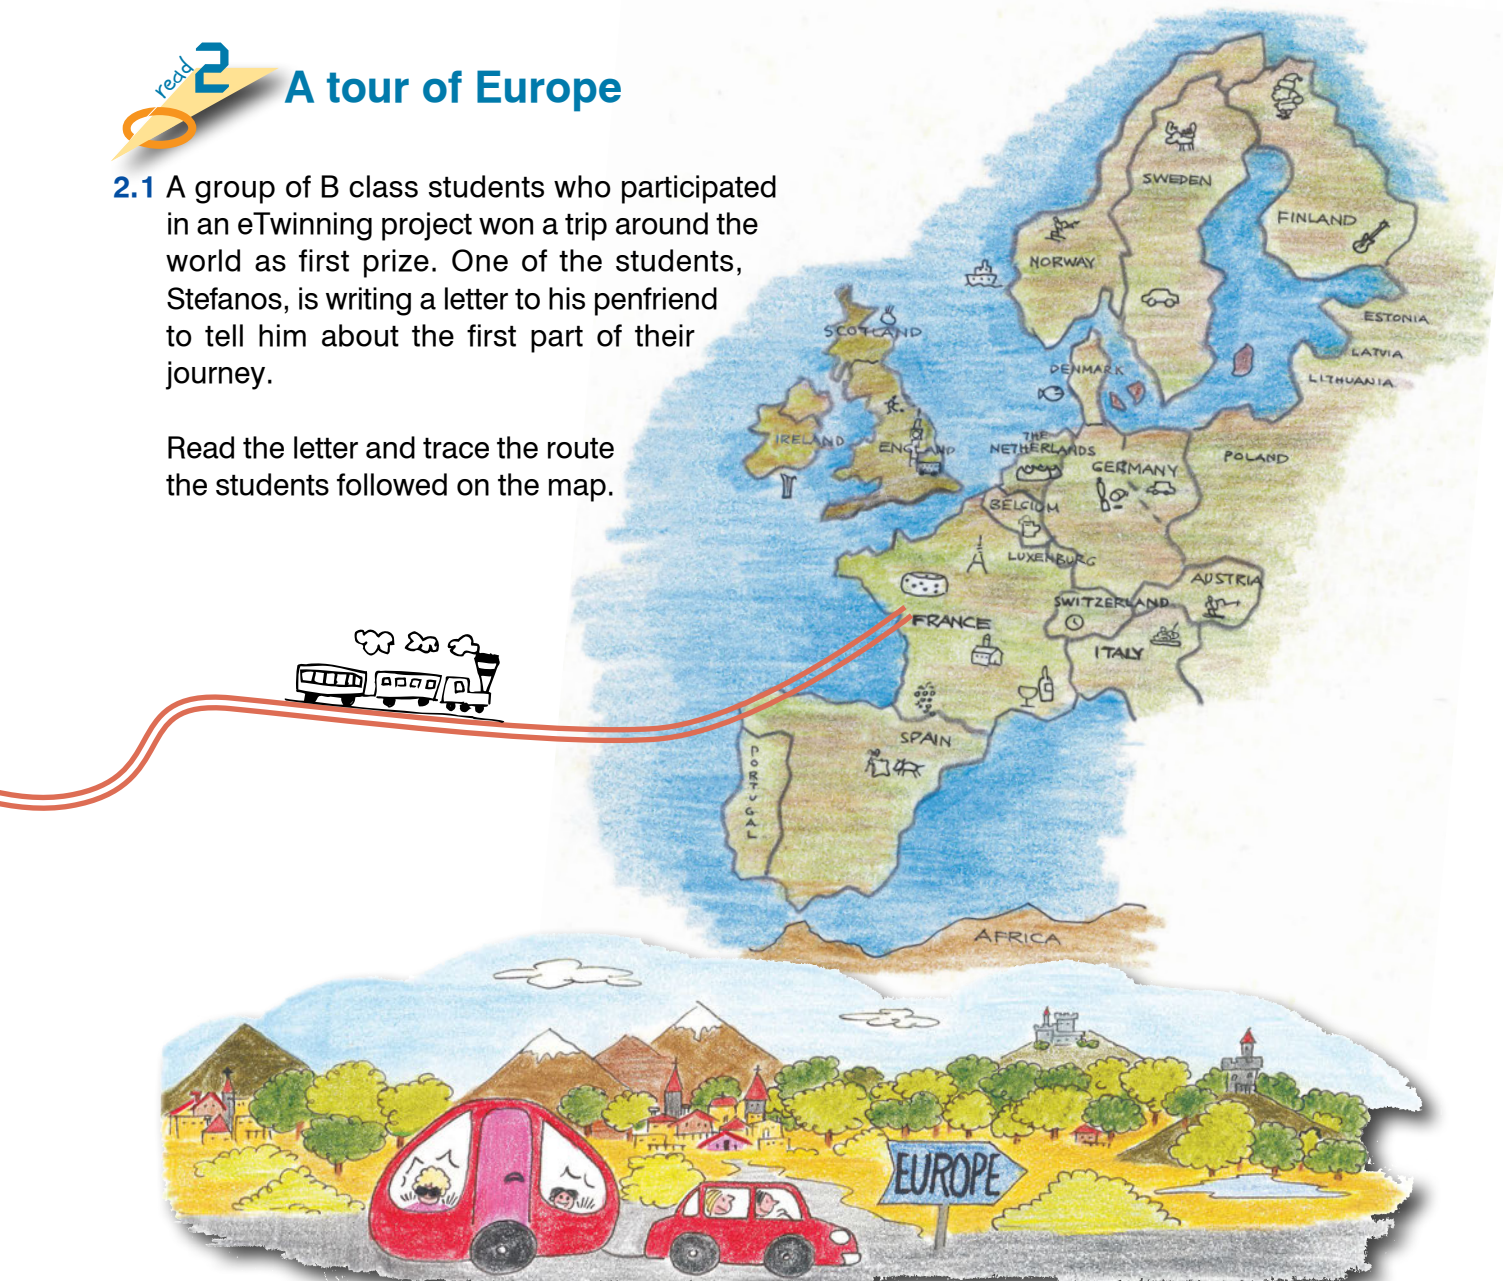 read 2
A tour of Europe
2.1 A group of B class students who participated
in an eTwinning project won a trip around the
world as first prize. One of the students,
Stefanos, is writing a letter to his penfriend
to tell him about the first part of their
journey.
Read the letter and trace the route
the students followed on the map.
SWEDEN
FINLAND
NORWAY
ESTONIA
SCOTLAND
LATVIA
DENMARK
LITHUANIA
IRELAND
ENGLAND
THE
NETHERLANDS
GERMANY
POLAND
BELGIUM
LUXENBURG
AUSTRIA
SWITZERLAND
FRANCE
ITALY
SPAIN
PORTUGAL
AFRICA
EUROPE